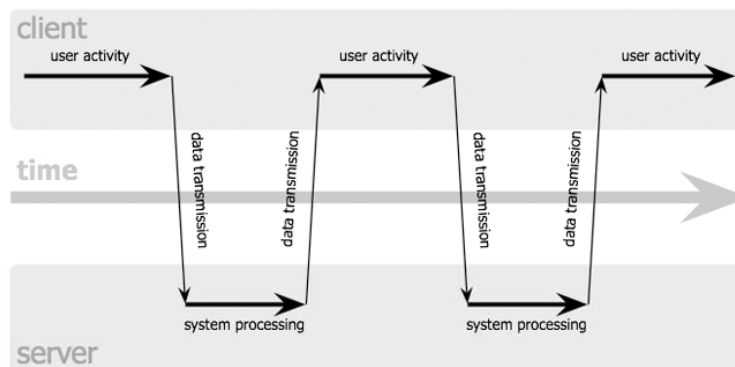 client
user activity
user activity
user activity
data transmission
data transmission
data transmission
data transmission
time
system processing
system processing
server